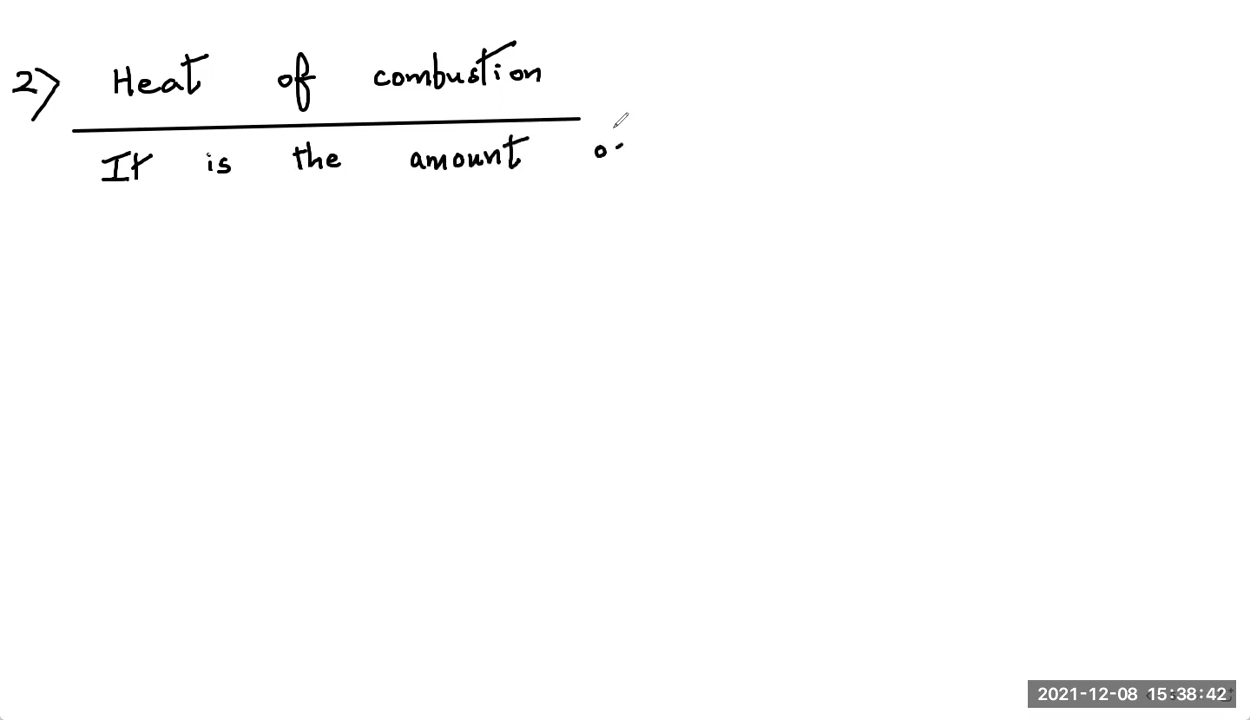 2) Heat of combustion
It is the amount
2021-12-08 15:38:42